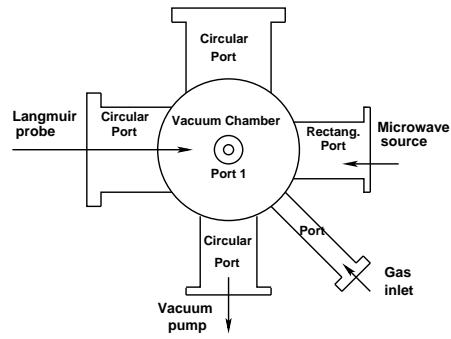 Circular
Port
Langmuir
probe
Circular
Port
Vacuum Chamber
Port 1
Rectang.
Port
Microwave
source
Port
Circular
Port
Gas
inlet
Vacuum
pump